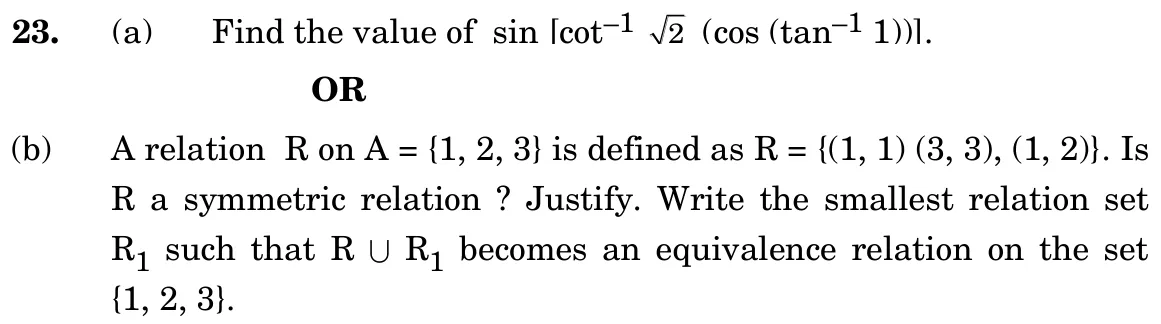 23. (a) Find the value of sin [cot⁻¹ √2 (cos (tan⁻¹ 1))].
OR
(b) A relation R on A = {1, 2, 3} is defined as R = {(1, 1) (3, 3), (1, 2)}. Is
R a symmetric relation ? Justify. Write the smallest relation set
R₁ such that R ∪ R₁ becomes an equivalence relation on the set
{1, 2, 3}.